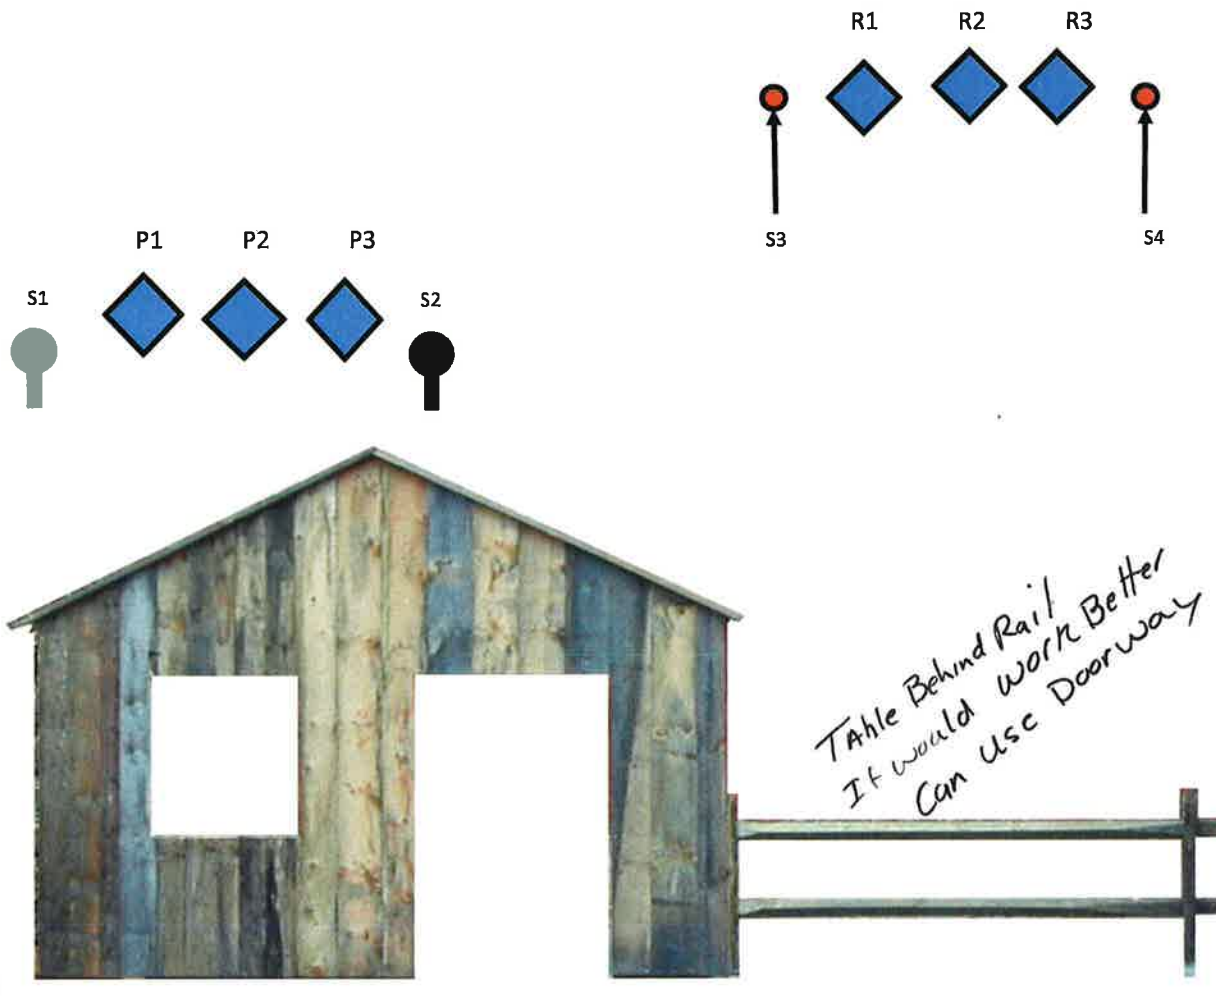 R1 R2 R3
S3 S4
P1 P2 P3
S1 S2
TAble Behind Rail
It would work Better
Can Use Doorway